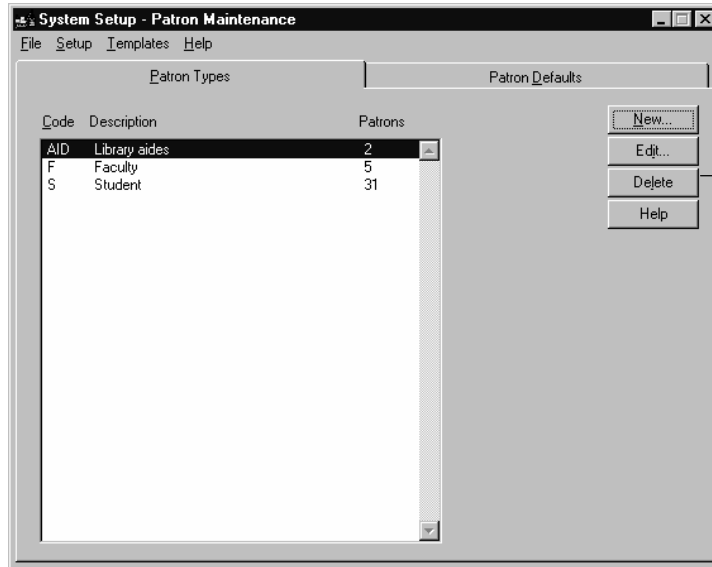 System Setup - Patron Maintenance
File Setup Templates Help
Patron Types Patron Defaults
Code Description Patrons
AID Library aides 2
F Faculty 5
S Student 31
New...
Edit...
Delete
Help